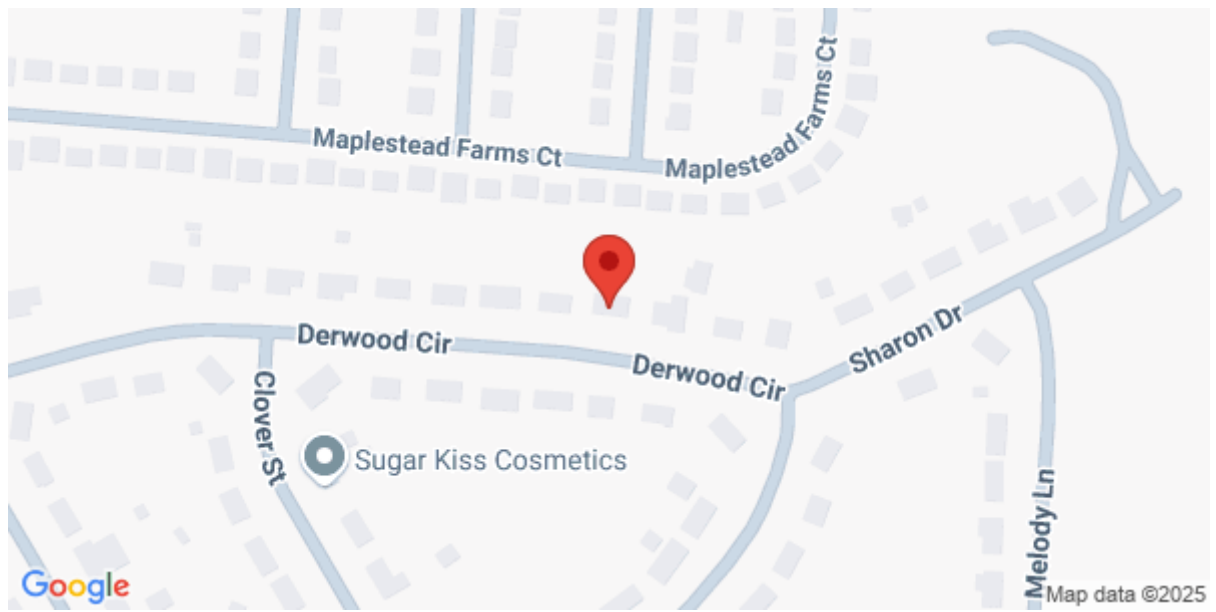 Maplestead Farms Ct
Maplestead Farms Ct
Derwood Cir
Derwood Cir
Sharon Dr
Clover St
Sugar Kiss Cosmetics
Melody Ln
Google
Map data ©2025